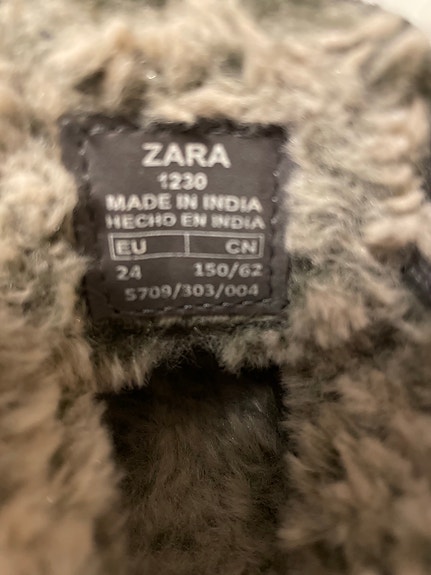 ZARA
1230
MADE IN INDIA
HECHO EN INDIA
EU CN
24 150/62
5709/303/004